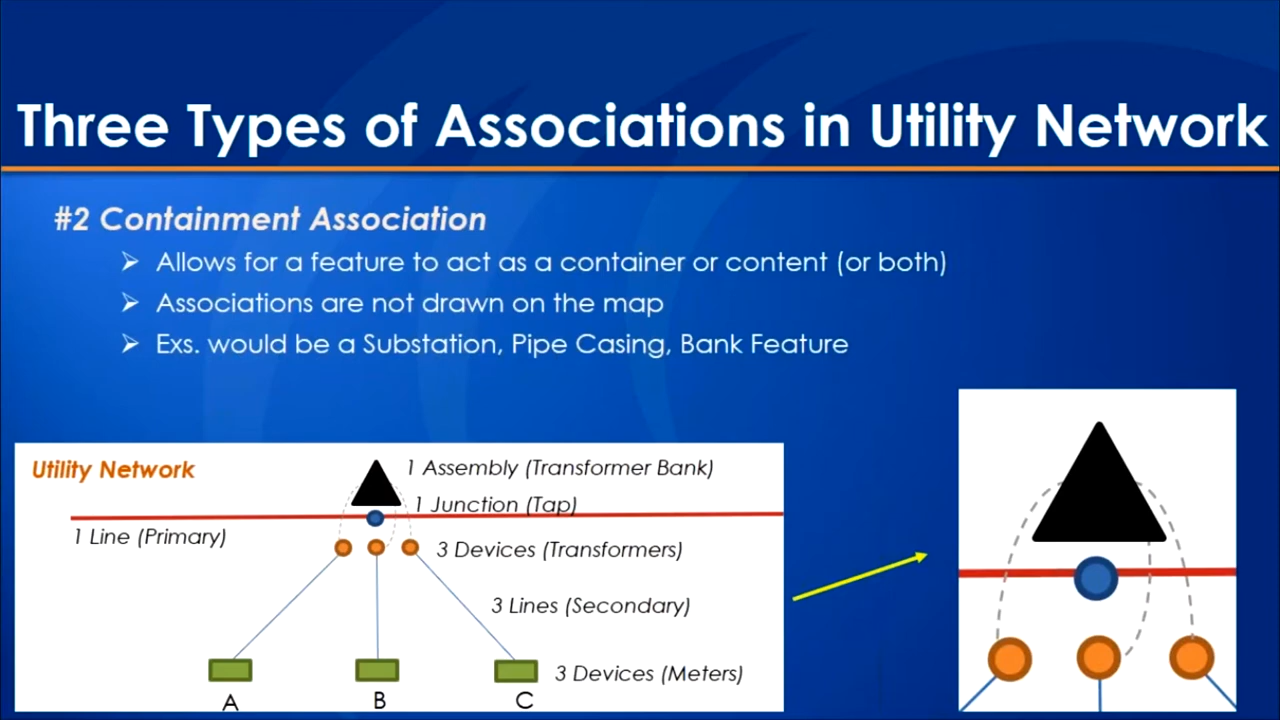 Three Types of Associations in Utility Network
#2 Containment Association
Allows for a feature to act as a container or content (or both)
Associations are not drawn on the map
Exs. would be a Substation, Pipe Casing, Bank Feature
Utility Network
1 Assembly (Transformer Bank)
1 Junction (Tap)
1 Line (Primary)
3 Devices (Transformers)
3 Lines (Secondary)
3 Devices (Meters)
A B C